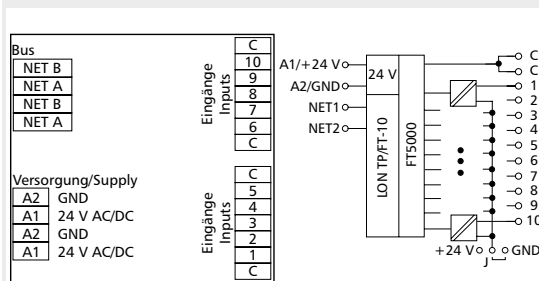 Bus
NET B
NET A
NET B
NET A
Versorgung/Supply
A2 GND
A1 24 V AC/DC
A2 GND
A1 24 V AC/DC
Eingänge
Inputs
C
10
9
8
7
6
C
Eingänge
Inputs
C
5
4
3
2
1
C
A1/+24 V
A2/GND
NET1
NET2
24 V
LON TP/FT-10
FT5000
C
C
1
2
3
4
5
6
7
8
9
10
+24 V
GND
J